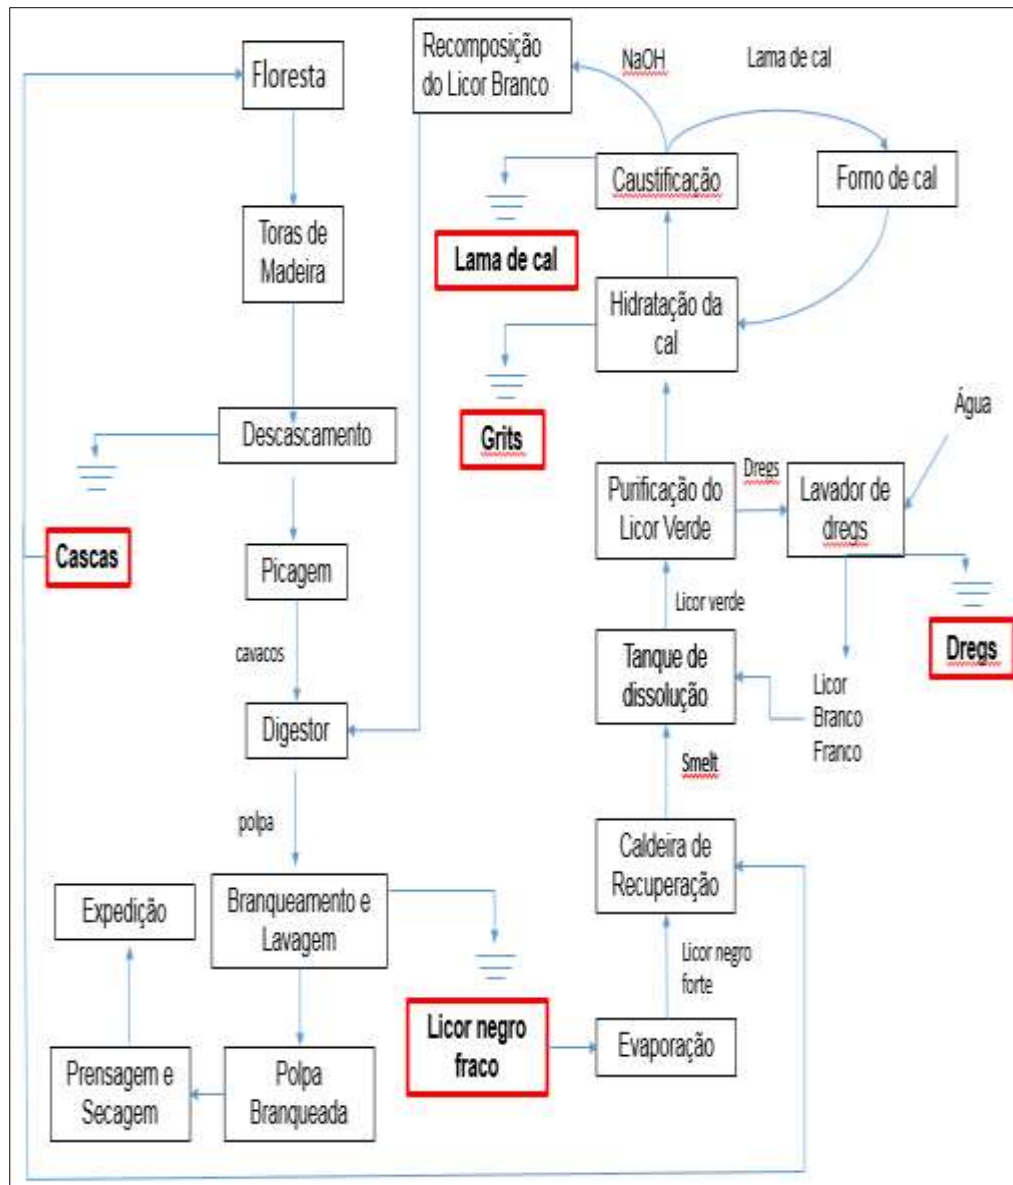 Floresta
Toras de
Madeira
Descascamento
Cascas
Picagem
cavacos
Digestor
polpa
Branqueamento e
Lavagem
Expedição
Prensagem e
Secagem
Polpa
Branqueada
Recomposição
do Licor Branco
NaOH
Lama de cal
Caustificação
Forno de cal
Lama de cal
Hidratação da
cal
Grits
Água
Purificação do
Licor Verde
Dregs
Lavador de
dregs
Licor verde
Dregs
Tanque de
dissolução
Licor
Branco
Franco
Smelt
Caldeira de
Recuperação
Licor negro
forte
Licor negro
fraco
Evaporação